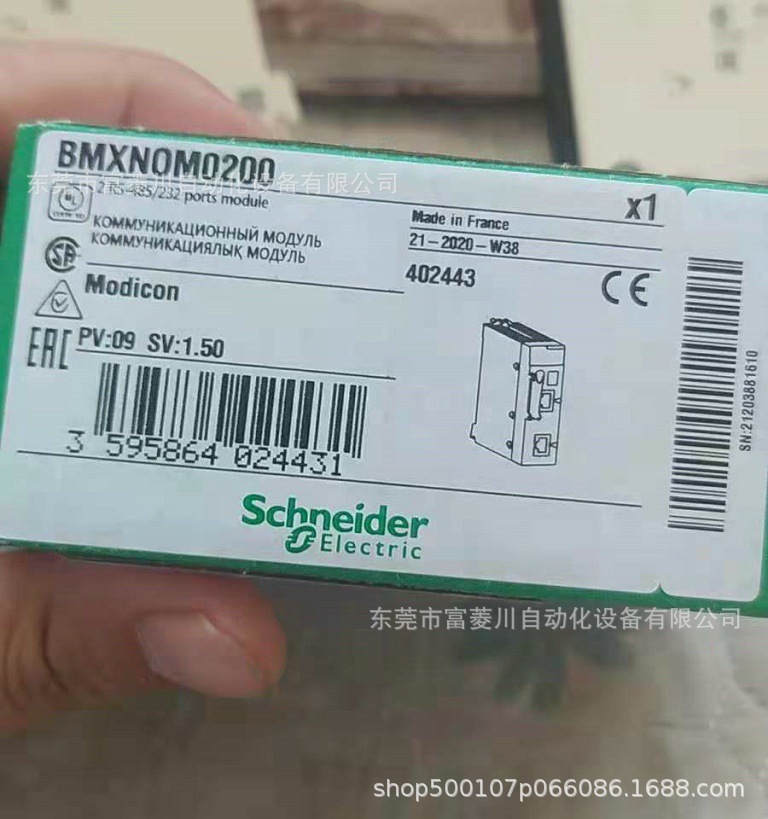 BMXNOM0200
东莞市富菱川自动化设备有限公司
2 RS-485/232 ports module
x1
КОММУНИКАЦИОННЫЙ МОДУЛЬ
КОММУНИКАЦИЯЛЫҚ МОДУЛЬ
Made in France
21-2020-W38
402443
CE
Modicon
EAC
PV:09 SV:1.50
3 595864 024431
SN:21203881610
Schneider
Electric
东莞市富菱川自动化设备有限公司
shop500107p066086.1688.com